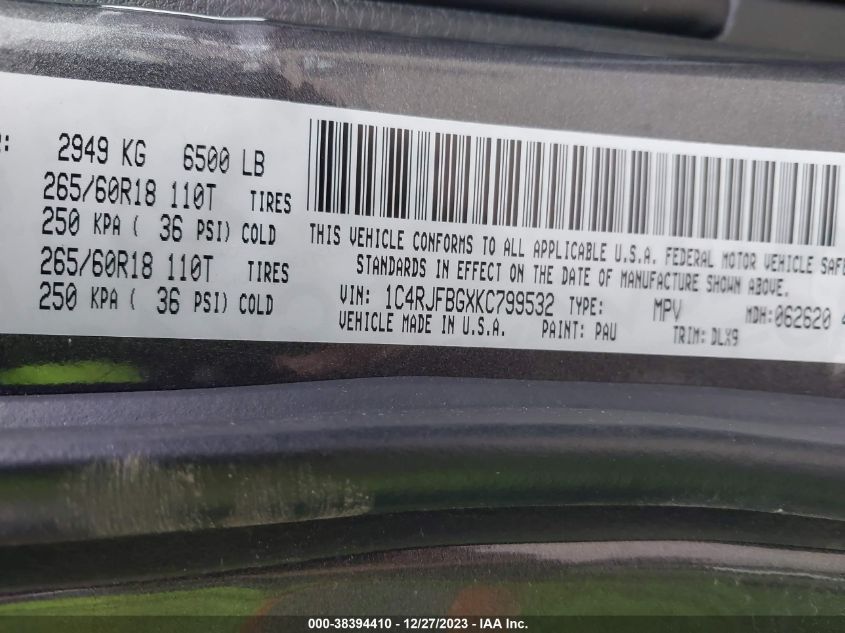 2949 KG 6500 LB
265/60R18 110T TIRES
250 KPA ( 36 PSI) COLD
265/60R18 110T TIRES
250 KPA ( 36 PSI) COLD
THIS VEHICLE CONFORMS TO ALL APPLICABLE U.S.A. FEDERAL MOTOR VEHICLE SAFE
STANDARDS IN EFFECT ON THE DATE OF MANUFACTURE SHOWN ABOVE.
VIN: 1C4RJFBGXKC799532 TYPE: MPV MDH:062620 4
VEHICLE MADE IN U.S.A. PAINT: PAU TRIM: DLX9
000-38394410 - 12/27/2023 - IAA Inc.